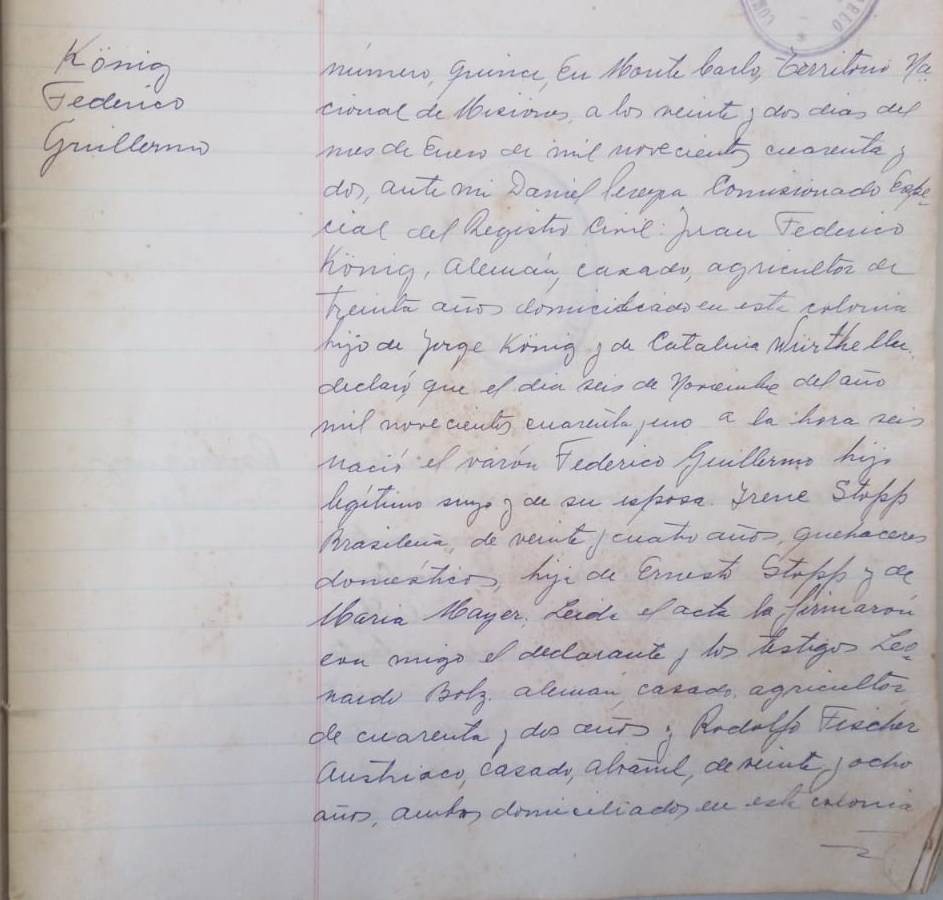 König
Federico
Guillermo
número, quince, En Monte Carlo, Territorio Na-
cional de Misiones, a los veinte y dos dias del
mes de Enero de mil novecientos cuarenta y
dos, ante mi Daniel Pereyra Comisionado Espe-
cial del Registro Civil: Juan Federico
König, Alemán, casado, agricultor de
treinta años domiciliado en esta colonia
hijo de Jorge König y de Catalina
declaró que el dia seis de Noviembre del año
mil novecientos cuarenta y uno a la hora seis
nació el varón Federico Guillermo hijo
legítimo suyo y de su esposa Irene Stopp
Brasileña, de veinte y cuatro años, quehaceres
domésticos, hija de Ernesto Stopp y de
Maria Mayer. Leida el acta la firmaron
con migo el declarante y los testigos Leo-
nardo Bolz. alemán, casado, agricultor
de cuarenta y dos años y Rodolfo Fischer
Austriaco, casado, albañil, de veinte y ocho
años, ambos domiciliados en esta colonia